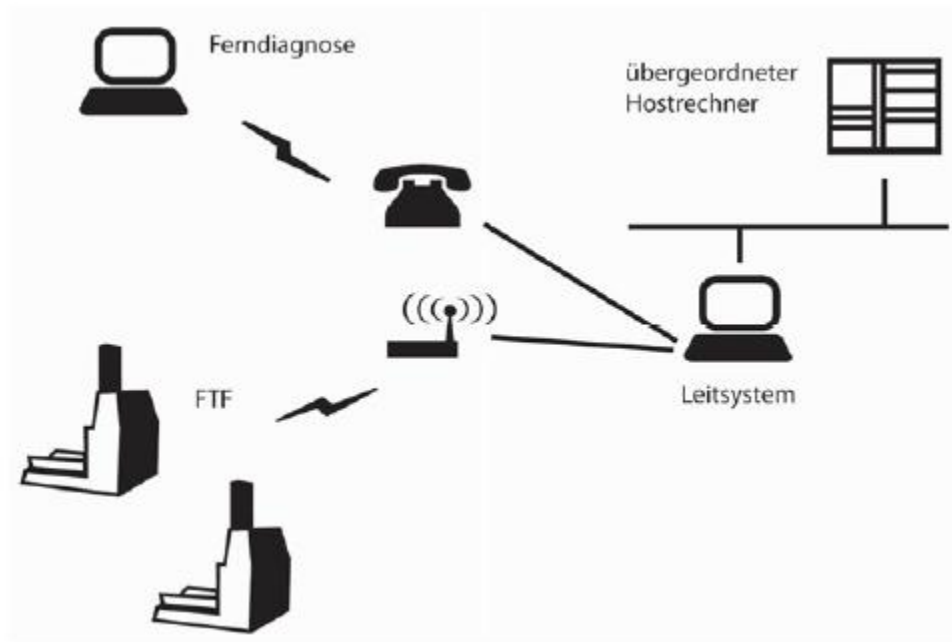 Ferndiagnose
übergeordneter
Hostrechner
FTF
Leitsystem